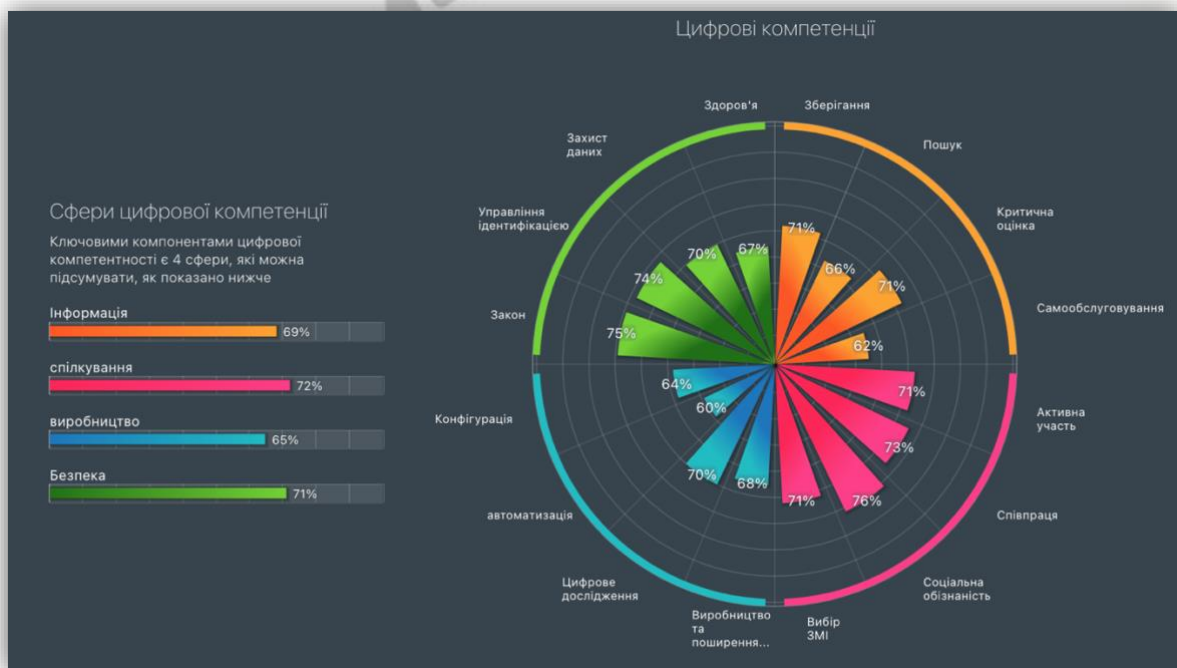 Цифрові компетенції
Сфери цифрової компетенції
Ключовими компонентами цифрової
компетентності є 4 сфери, які можна
підсумувати, як показано нижче
Інформація
69%
спілкування
72%
виробництво
65%
Безпека
71%
Здоров'я
Зберігання
Пошук
Критична
оцінка
Самообслуговування
Активна
участь
Співпраця
Соціальна
обізнаність
Вибір
ЗМІ
Виробництво
та
поширення...
Цифрове
дослідження
автоматизація
Конфігурація
Закон
Управління
ідентифікацією
Захист
даних
71%
66%
71%
62%
71%
73%
76%
71%
68%
70%
60%
64%
75%
74%
70%
67%